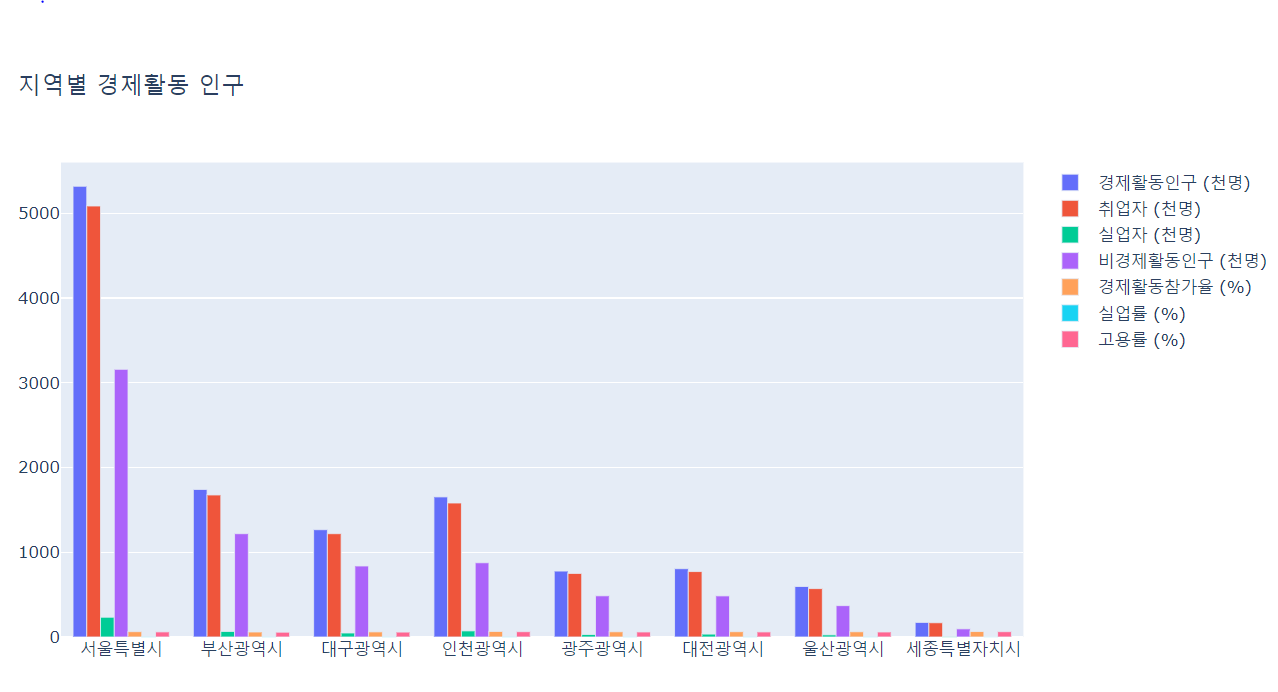 지역별 경제활동 인구
경제활동인구 (천명)
취업자 (천명)
실업자 (천명)
비경제활동인구 (천명)
경제활동참가율 (%)
실업률 (%)
고용률 (%)
5000
4000
3000
2000
1000
0
서울특별시 부산광역시 대구광역시 인천광역시 광주광역시 대전광역시 울산광역시 세종특별자치시